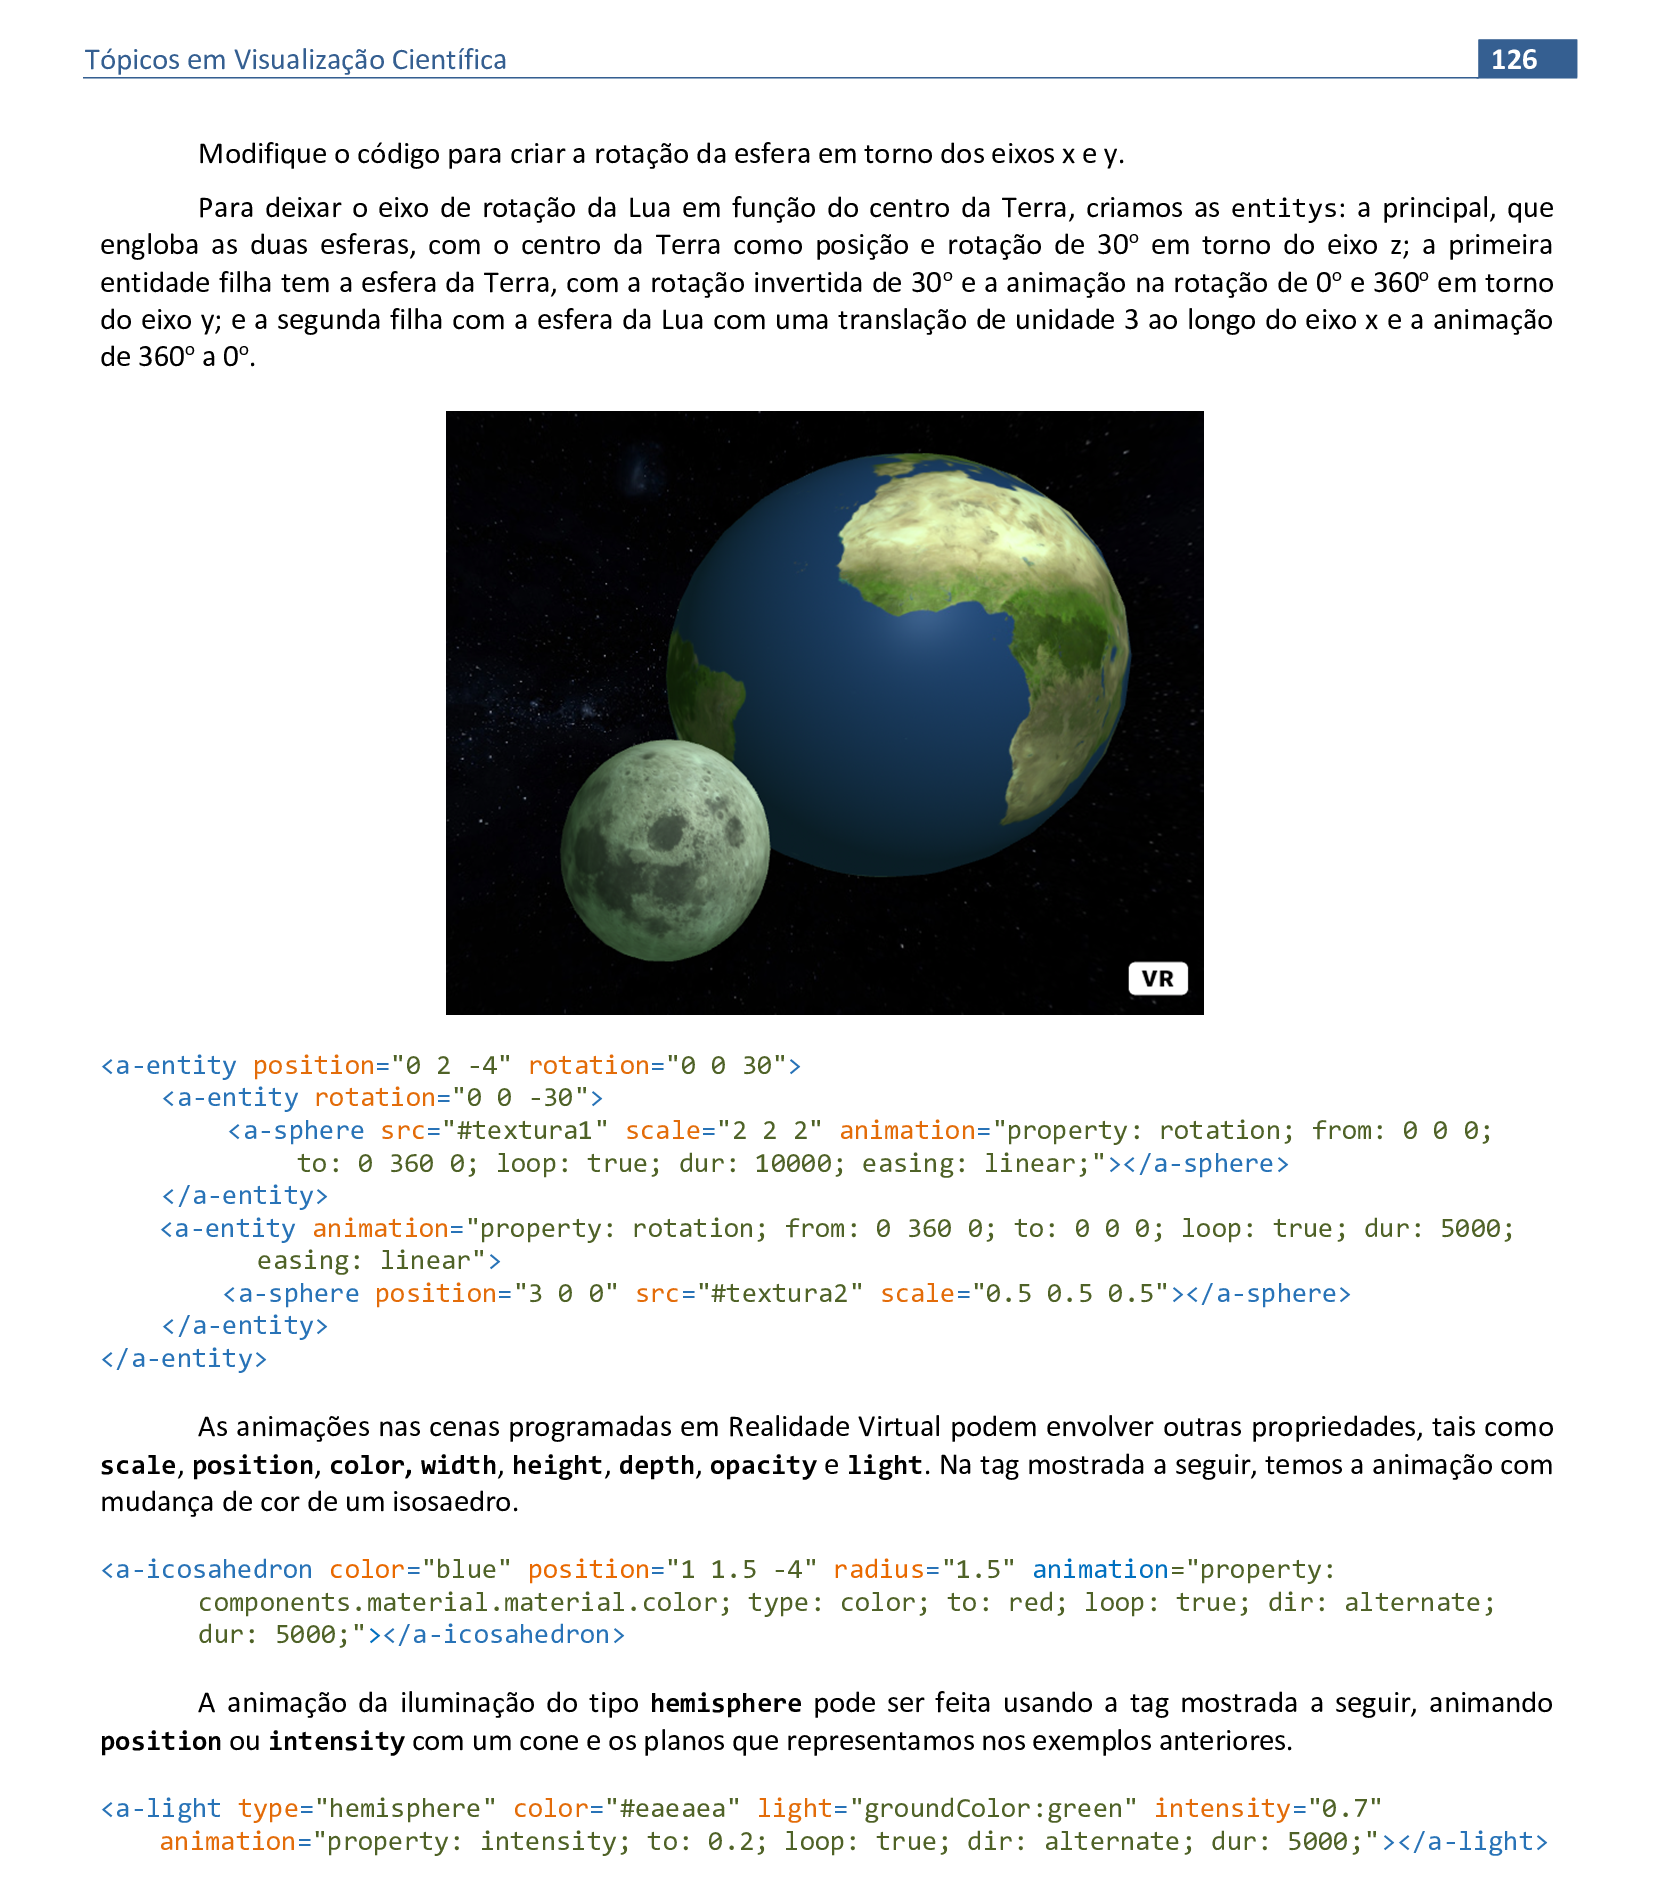 Tópicos em Visualização Científica 126
Modifique o código para criar a rotação da esfera em torno dos eixos x e y.
Para deixar o eixo de rotação da Lua em função do centro da Terra, criamos as entitys: a principal, que
engloba as duas esferas, com o centro da Terra como posição e rotação de 30º em torno do eixo z; a primeira
entidade filha tem a esfera da Terra, com a rotação invertida de 30º e a animação na rotação de 0º e 360º em torno
do eixo y; e a segunda filha com a esfera da Lua com uma translação de unidade 3 ao longo do eixo x e a animação
de 360º a 0º.
VR
<a-entity position="0 2 -4" rotation="0 0 30">
<a-entity rotation="0 0 -30">
<a-sphere src="#textura1" scale="2 2 2" animation="property: rotation; from: 0 0 0;
to: 0 360 0; loop: true; dur: 10000; easing: linear;"></a-sphere>
</a-entity>
<a-entity animation="property: rotation; from: 0 360 0; to: 0 0 0; loop: true; dur: 5000;
easing: linear">
<a-sphere position="3 0 0" src="#textura2" scale="0.5 0.5 0.5"></a-sphere>
</a-entity>
</a-entity>
As animações nas cenas programadas em Realidade Virtual podem envolver outras propriedades, tais como
scale, position, color, width, height, depth, opacity e light. Na tag mostrada a seguir, temos a animação com
mudança de cor de um isosaedro.
<a-icosahedron color="blue" position="1 1.5 -4" radius="1.5" animation="property:
components.material.material.color; type: color; to: red; loop: true; dir: alternate;
dur: 5000;"></a-icosahedron>
A animação da iluminação do tipo hemisphere pode ser feita usando a tag mostrada a seguir, animando
position ou intensity com um cone e os planos que representamos nos exemplos anteriores.
<a-light type="hemisphere" color="#eaeaea" light="groundColor:green" intensity="0.7"
animation="property: intensity; to: 0.2; loop: true; dir: alternate; dur: 5000;"></a-light>